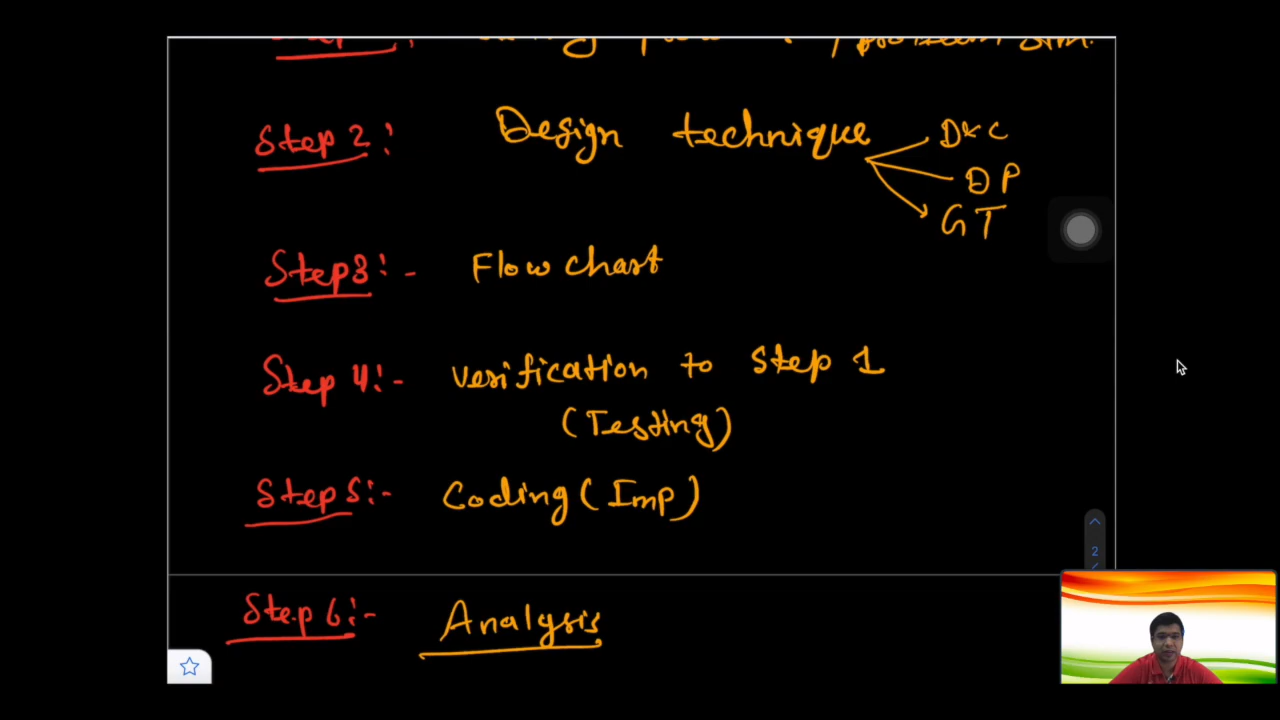 Step 2:
Design technique
D&C
DP
GT
Step3:- Flow chart
Step 4:- Verification to Step 1
(Testing)
Step 5:- Coding (Imp)
2
Step 6:- Analysis